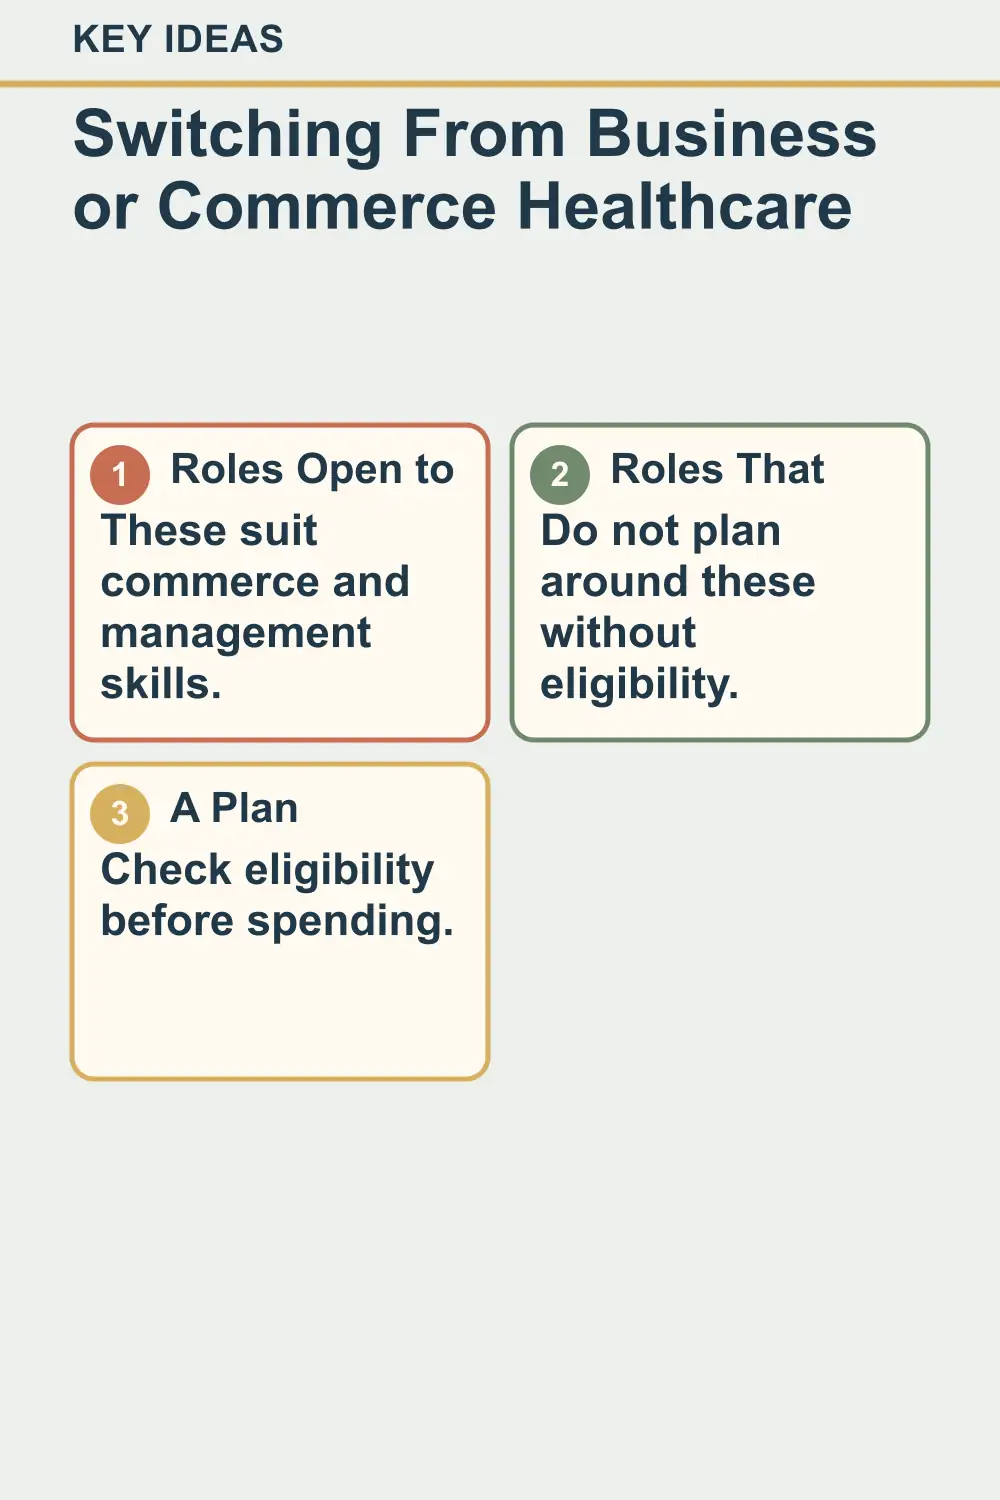 KEY IDEAS
Switching From Business
or Commerce Healthcare
1 Roles Open to
These suit
commerce and
management
skills.
2 Roles That
Do not plan
around these
without
eligibility.
3 A Plan
Check eligibility
before spending.